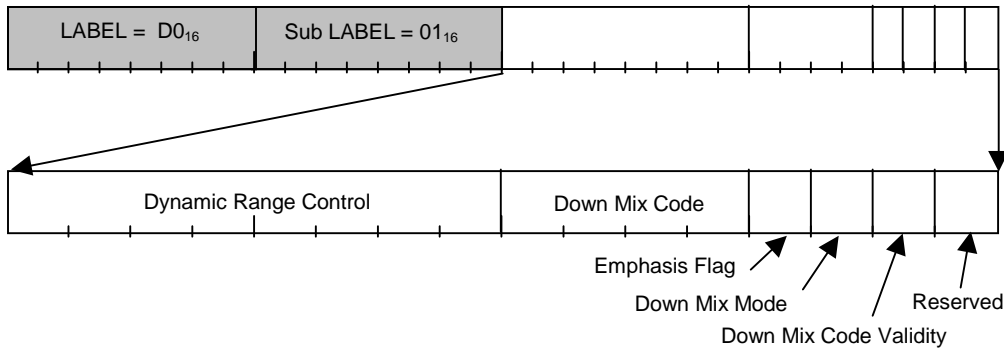 LABEL = D0₁₆ Sub LABEL = 01₁₆
Dynamic Range Control Down Mix Code
Emphasis Flag
Down Mix Mode Reserved
Down Mix Code Validity